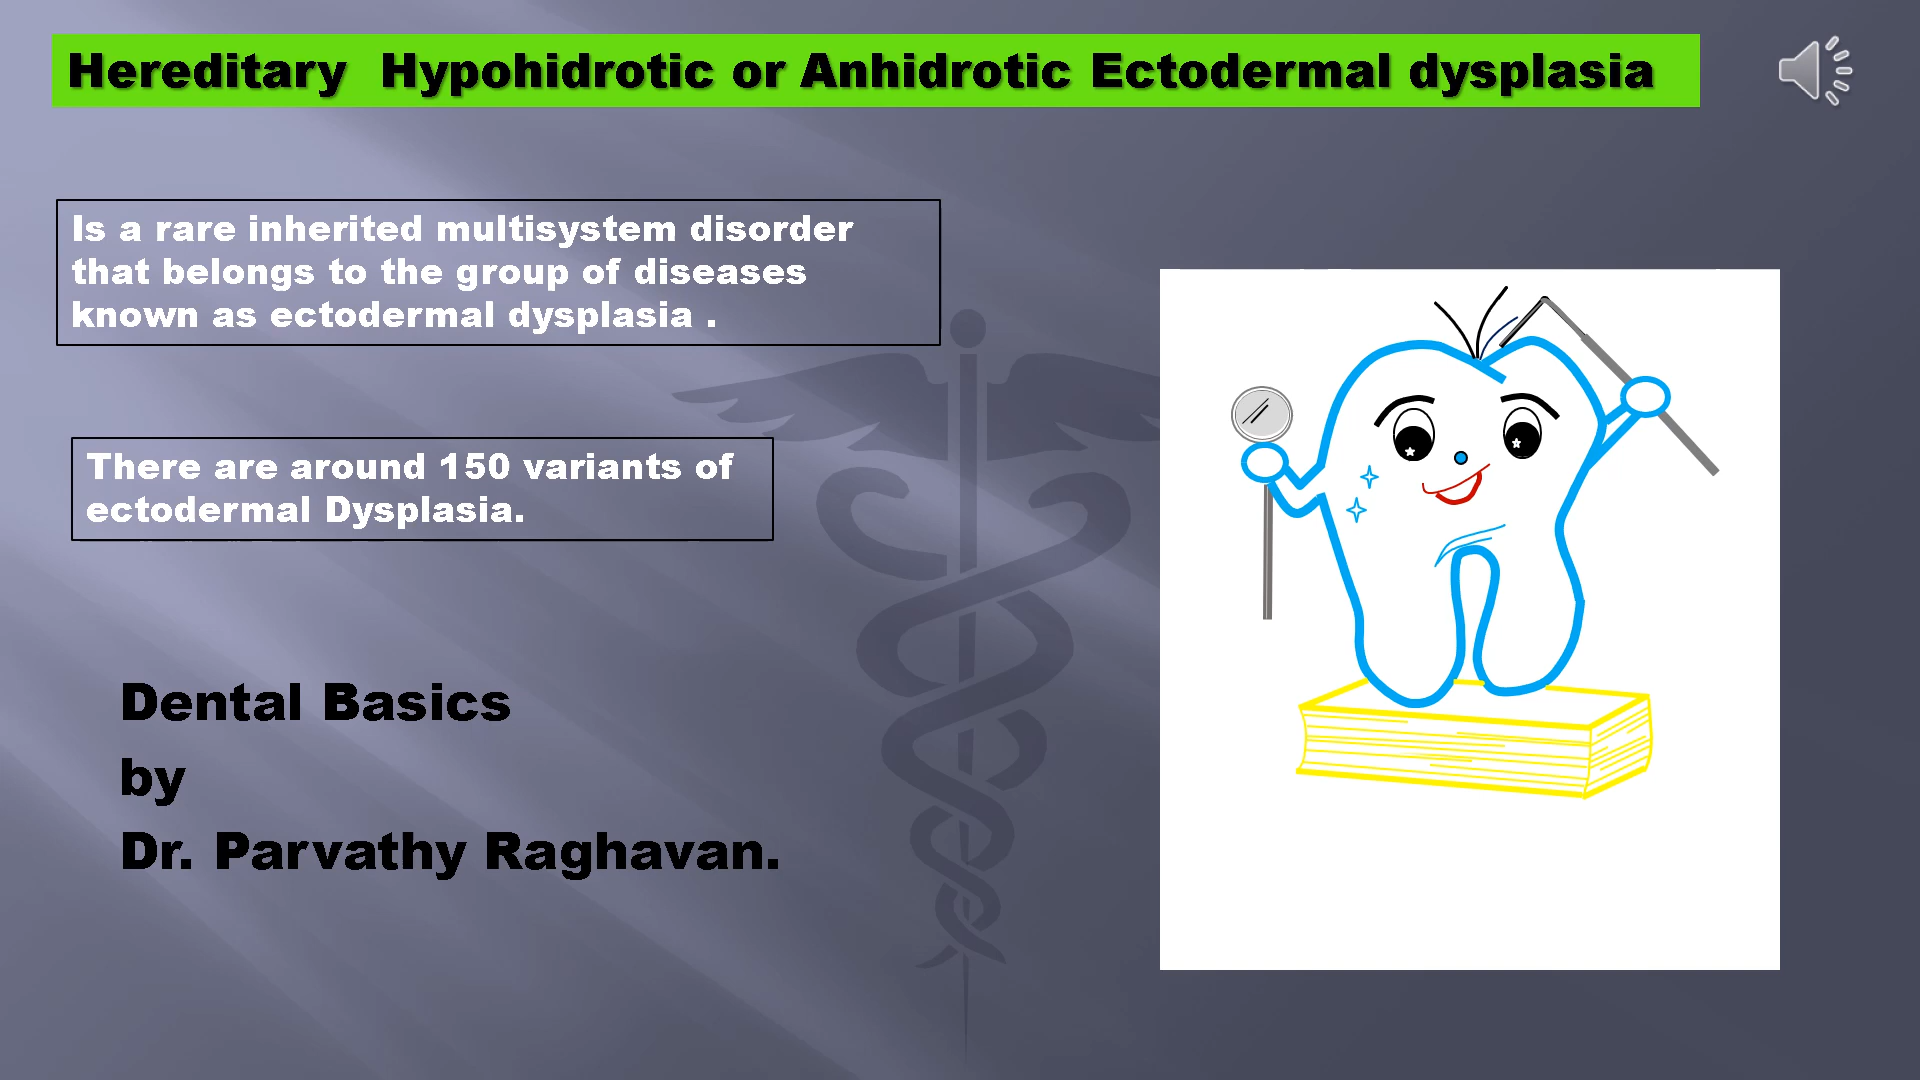 Hereditary  Hypohidrotic or Anhidrotic Ectodermal dysplasia
Is a rare inherited multisystem disorder
that belongs to the group of diseases
known as ectodermal dysplasia .
There are around 150 variants of
ectodermal Dysplasia.
Dental Basics
by
Dr. Parvathy Raghavan.